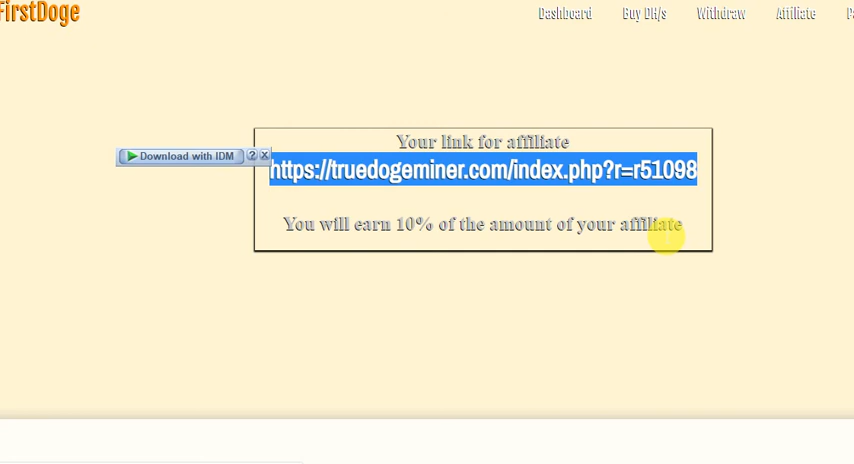 FirstDoge
Dashboard Buy DH/s Withdraw Affiliate
Your link for affiliate
Download with IDM ? X
https://truedogeminer.com/index.php?r=r51098
You will earn 10% of the amount of your affiliate